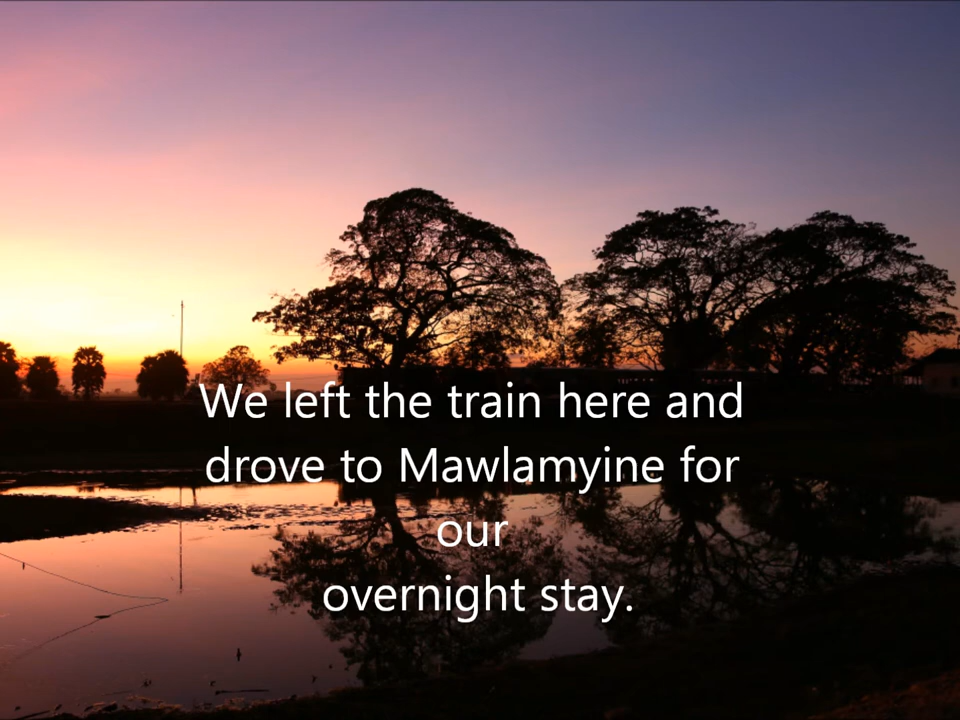 We left the train here and
drove to Mawlamyine for
our
overnight stay.